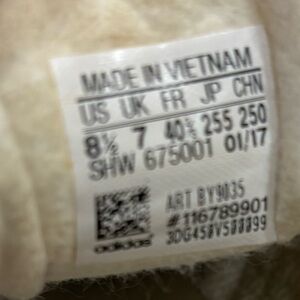 MADE IN VIETNAM
US UK FR JP CHN
8½ 7 40⅔ 255 250
SHW 675001 01/17
ART BY9035
#116789901
adidas